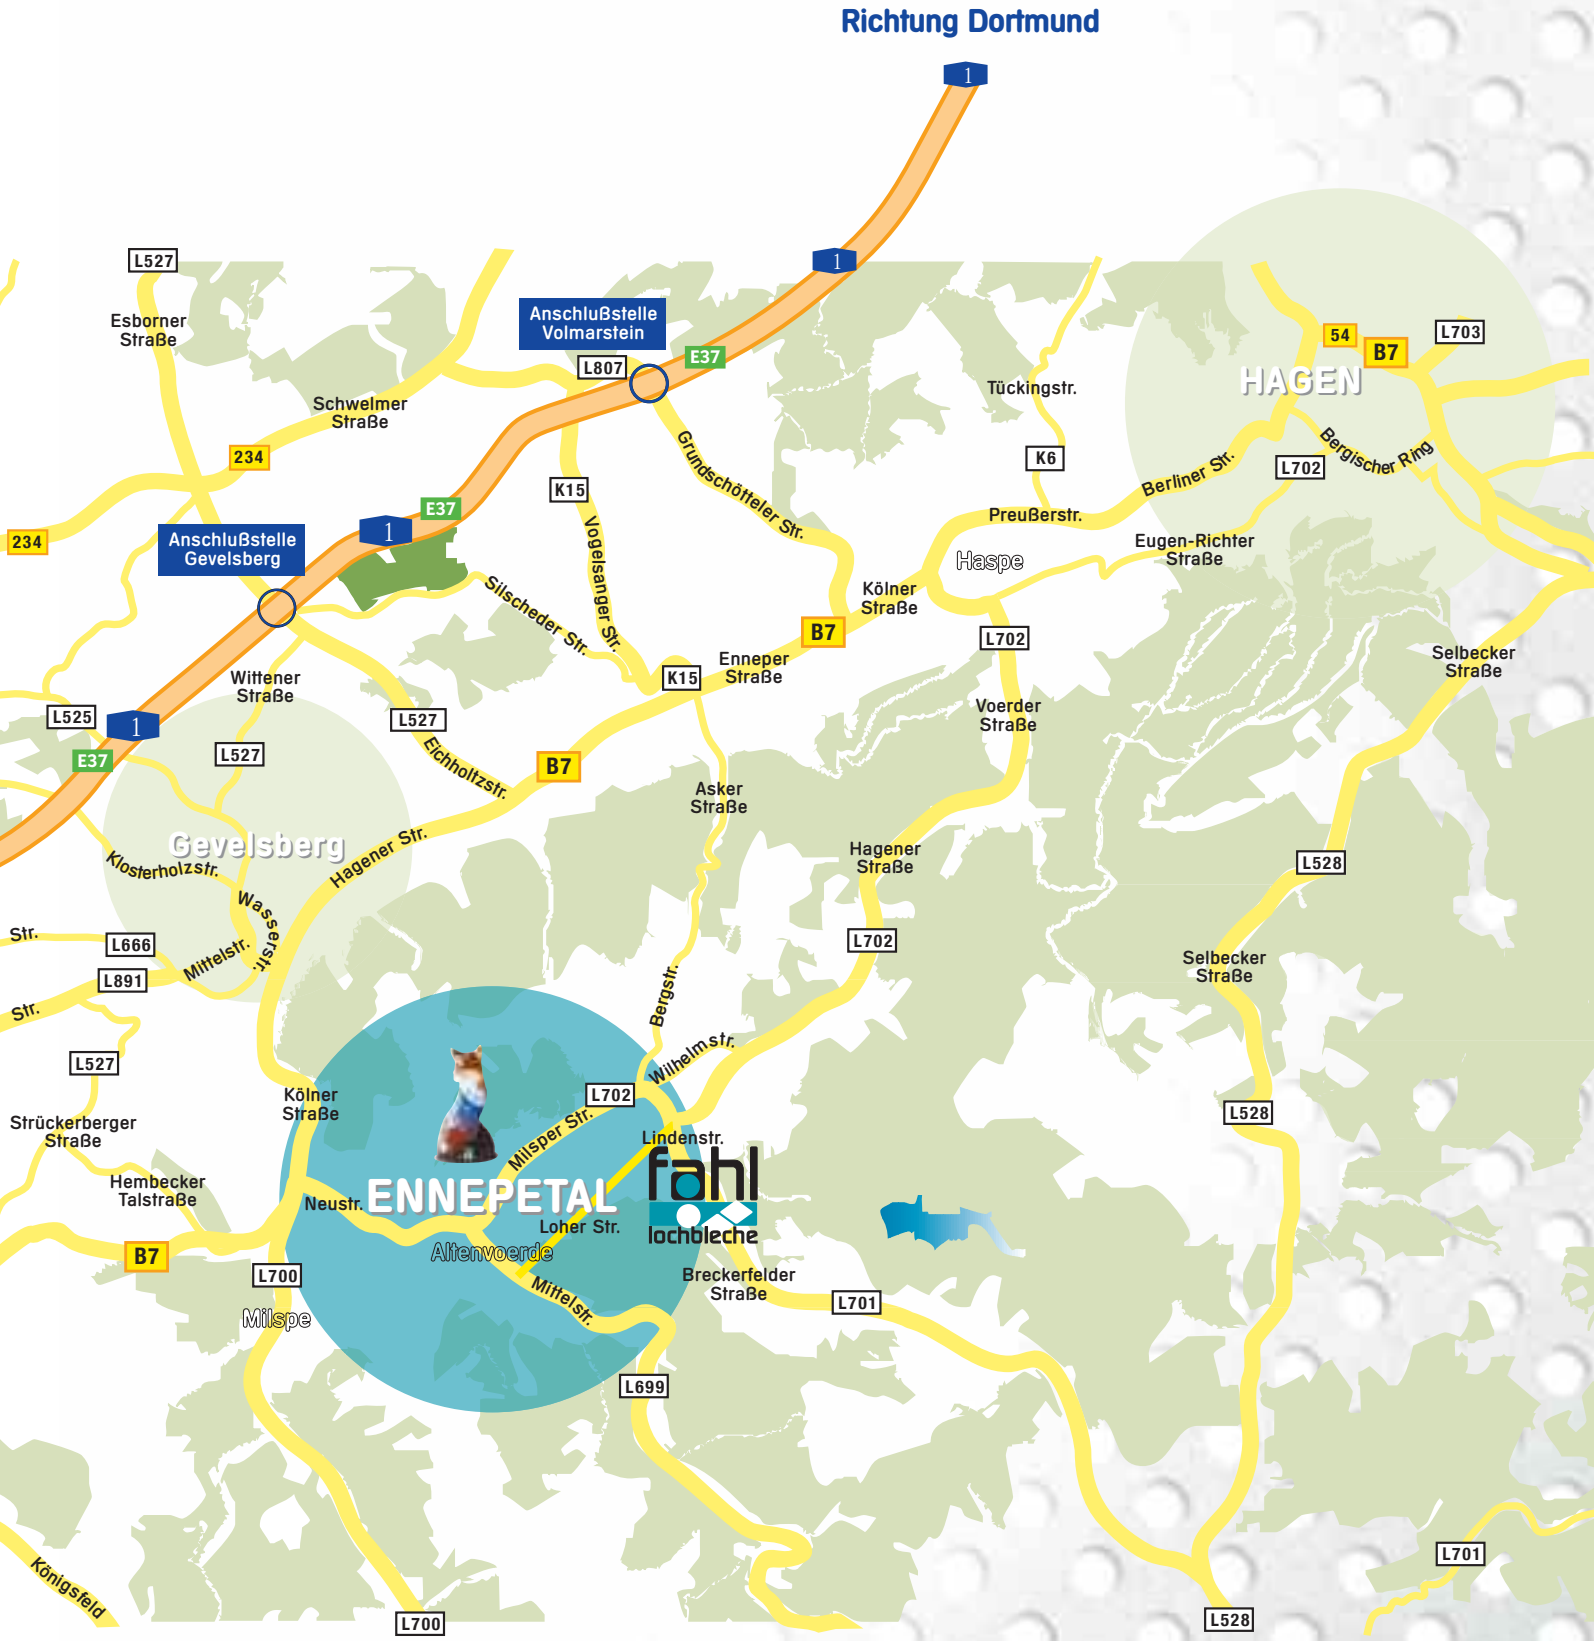 Richtung Dortmund
1
1
L527
Esborner
Straße
Anschlußstelle
Volmarstein
L807
E37
54
B7
L703
HAGEN
Tückingstr.
Schwelmer
Straße
234
Grundschötteler Str.
K6
Berliner Str.
L702
Bergischer Ring
K15
E37
1
Preußerstr.
234
Anschlußstelle
Gevelsberg
Vogelsanger Str.
Eugen-Richter
Straße
Haspe
Silscheder Str.
Kölner
Straße
B7
L702
Enneper
Straße
K15
Selbecker
Straße
Wittener
Straße
L525
1
L527
Voerder
Straße
E37
L527
Eichholtzstr.
B7
Asker
Straße
Gevelsberg
Hagener Str.
Klosterholzstr.
Hagener
Straße
L528
Wasserstr.
Str.
L666
Mittelstr.
L702
L891
Selbecker
Straße
Str.
Bergstr.
L527
Wilhelmstr.
Kölner
Straße
L702
L528
Strückerberger
Straße
Milsper Str.
Lindenstr.
fahl
lochbleche
Hembecker
Talstraße
Neustr.
ENNEPETAL
Loher Str.
Altenvoerde
B7
L700
Mittelstr.
Breckerfelder
Straße
L701
Milspe
L699
Königsfeld
L701
L700
L528